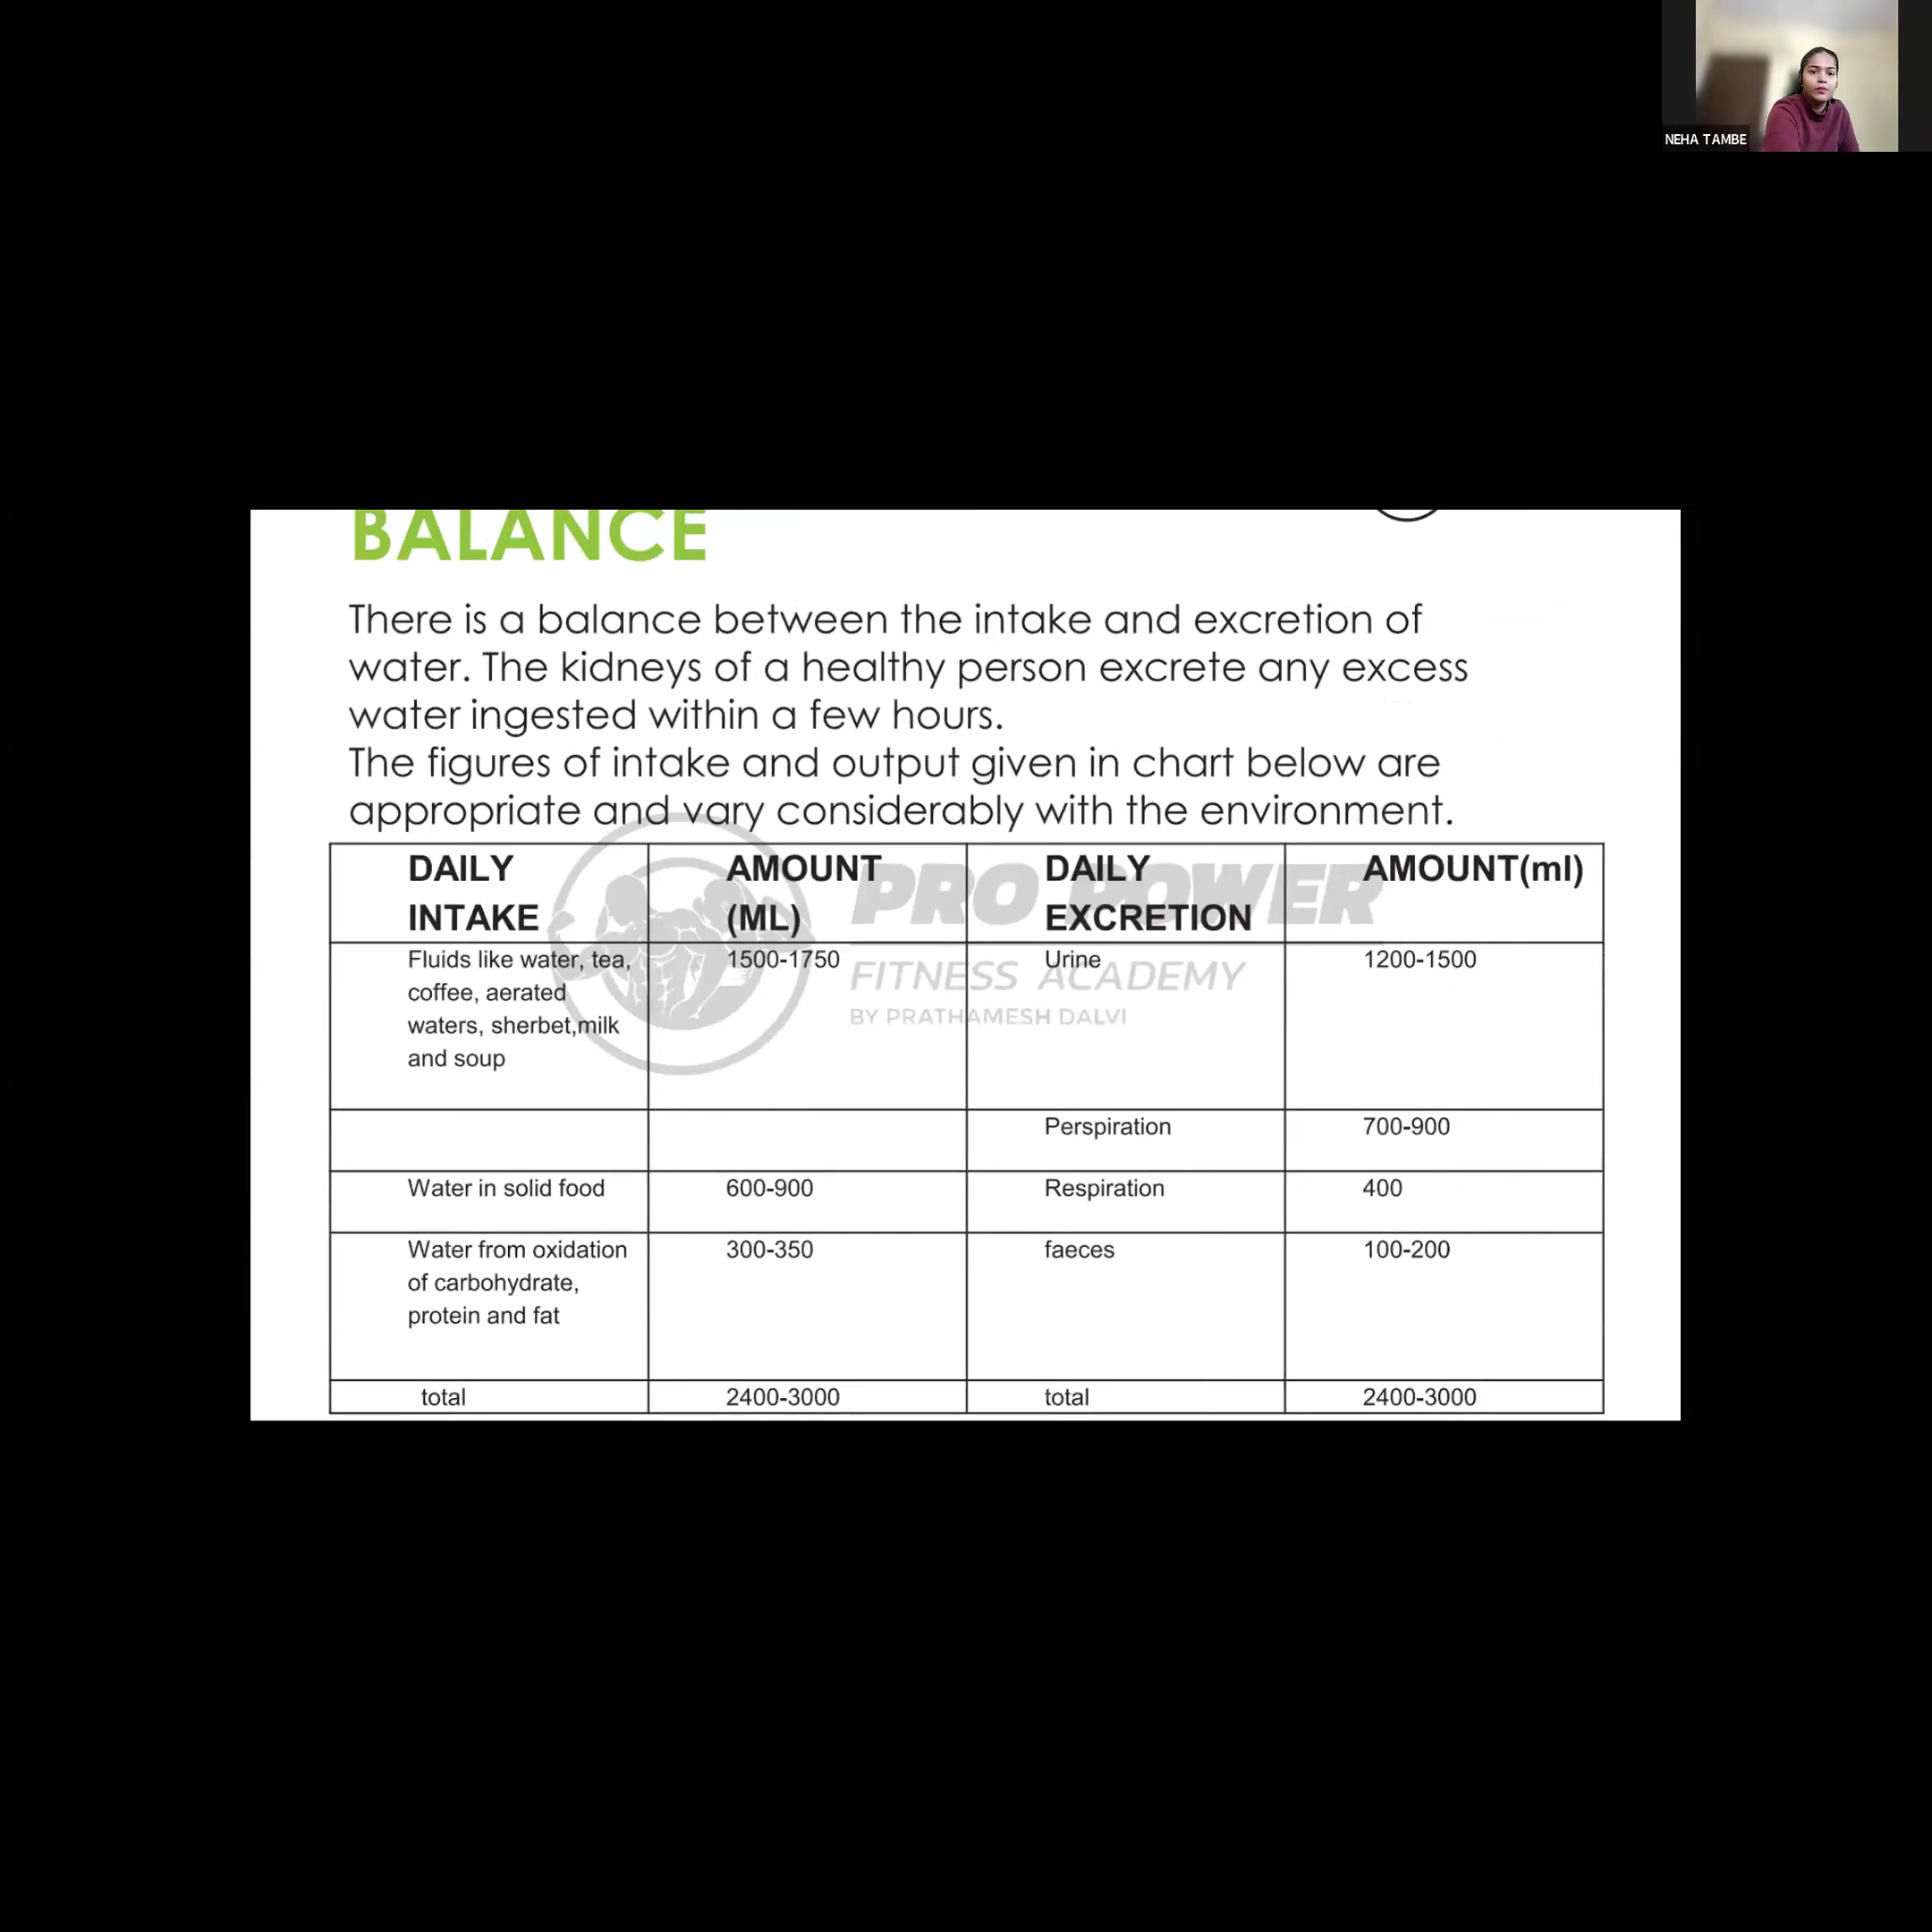 NEHA TAMBE
BALANCE
There is a balance between the intake and excretion of
water. The kidneys of a healthy person excrete any excess
water ingested within a few hours.
The figures of intake and output given in chart below are
appropriate and vary considerably with the environment.
DAILY INTAKE AMOUNT (ML) DAILY EXCRETION AMOUNT(ml)
PRO POWER
FITNESS ACADEMY
BY PRATHAMESH DALVI
Fluids like water, tea, 1500-1750 Urine 1200-1500
coffee, aerated
waters, sherbet,milk
and soup
Perspiration 700-900
Water in solid food 600-900 Respiration 400
Water from oxidation 300-350 faeces 100-200
of carbohydrate,
protein and fat
total 2400-3000 total 2400-3000